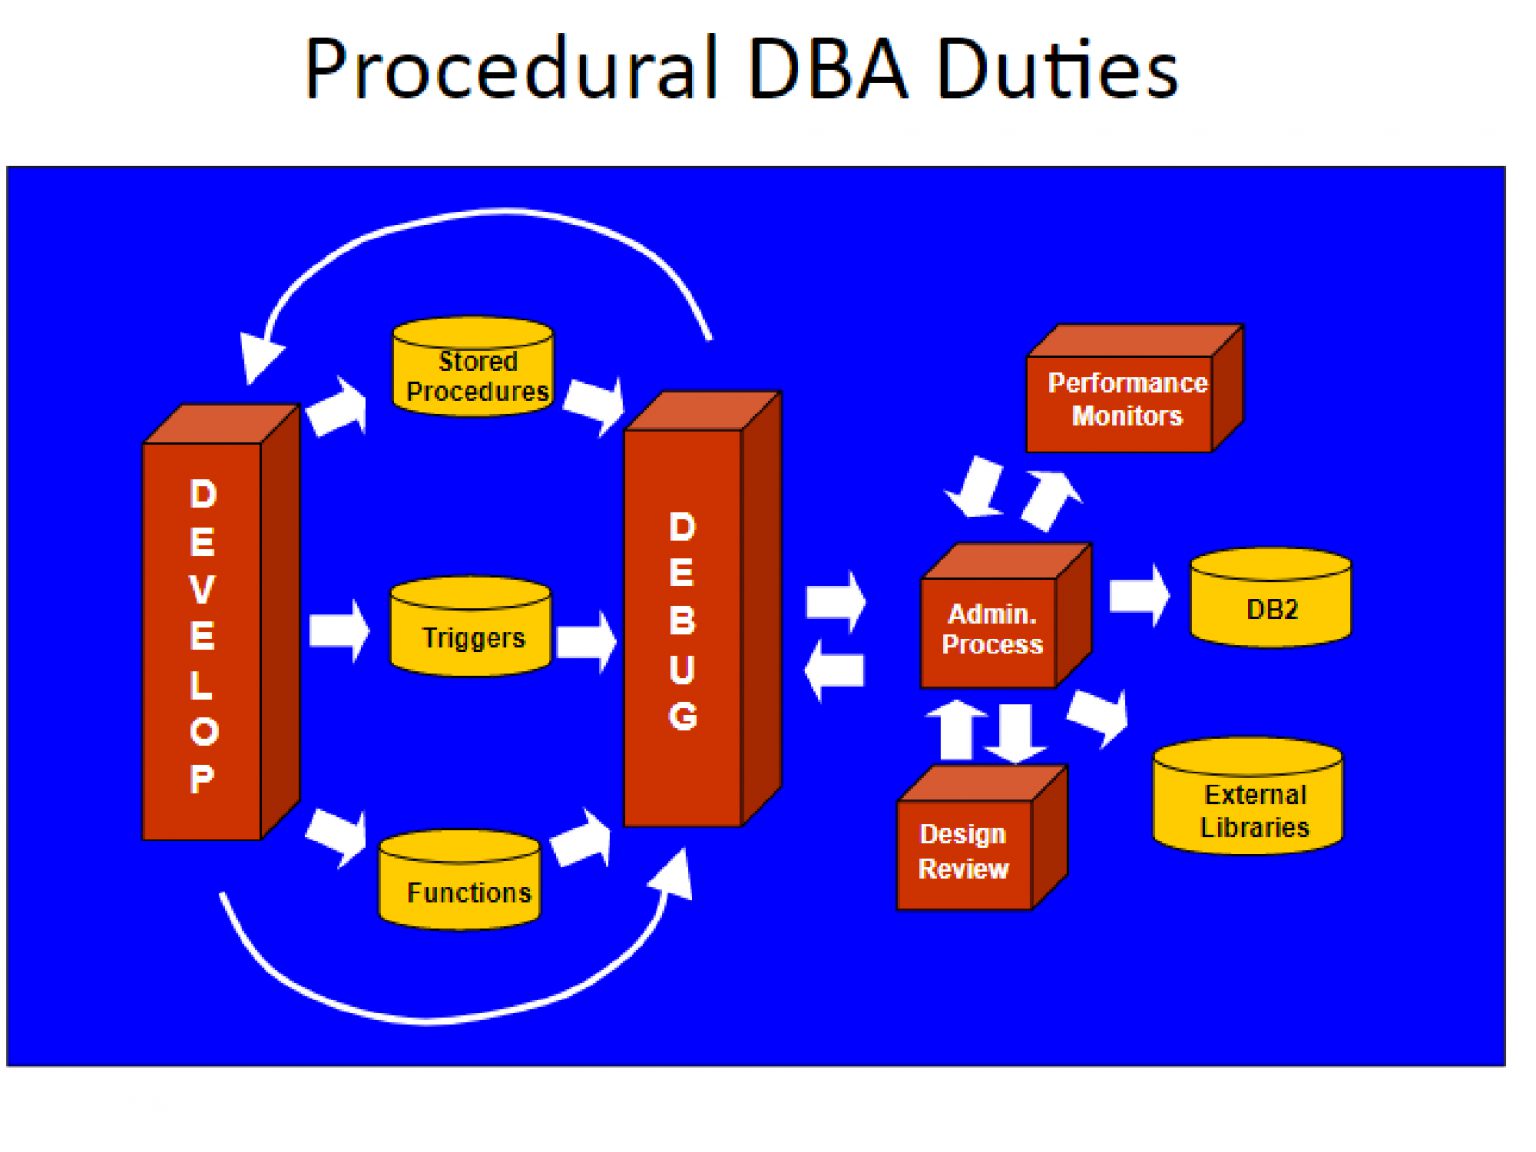 Procedural DBA Duties
Stored
Procedures
Performance
Monitors
DEVELOP
DEBUG
Triggers
Admin.
Process
DB2
Functions
Design
Review
External
Libraries